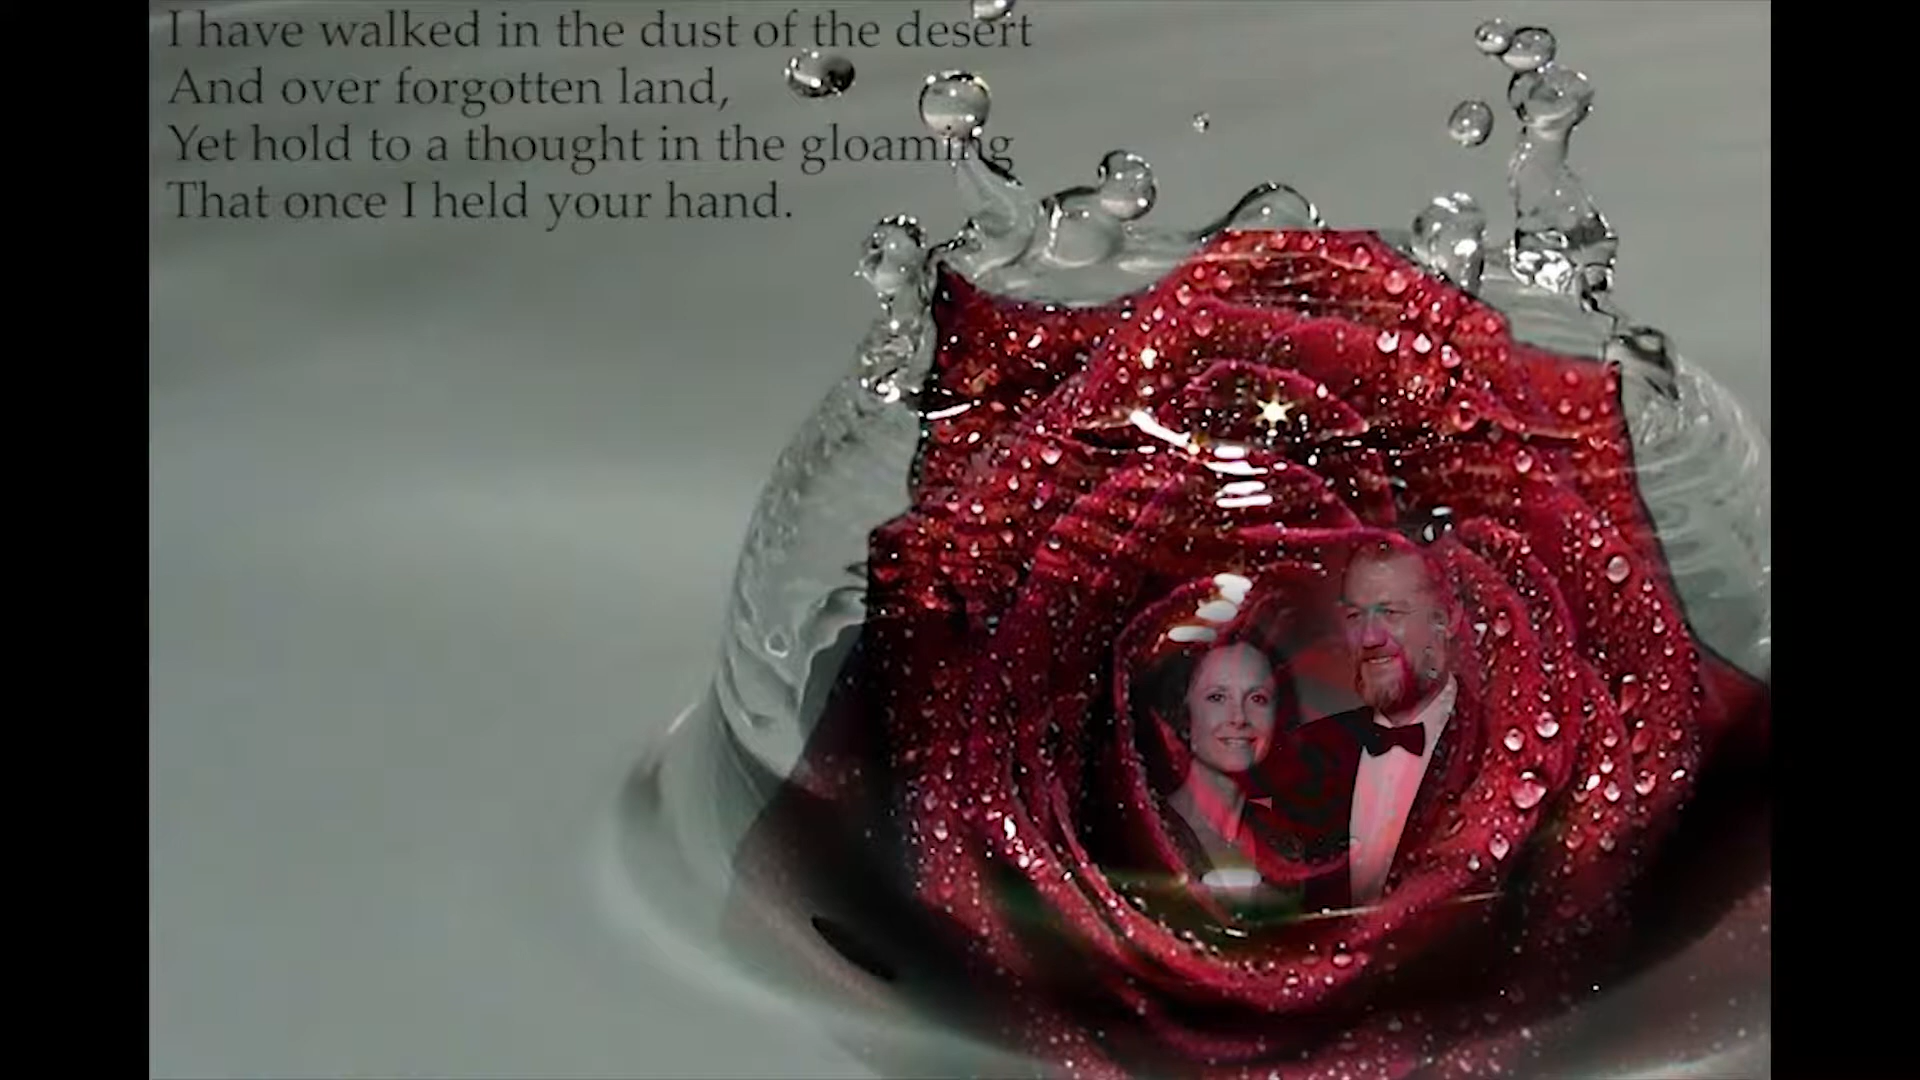 I have walked in the dust of the desert
And over forgotten land,
Yet hold to a thought in the gloaming
That once I held your hand.